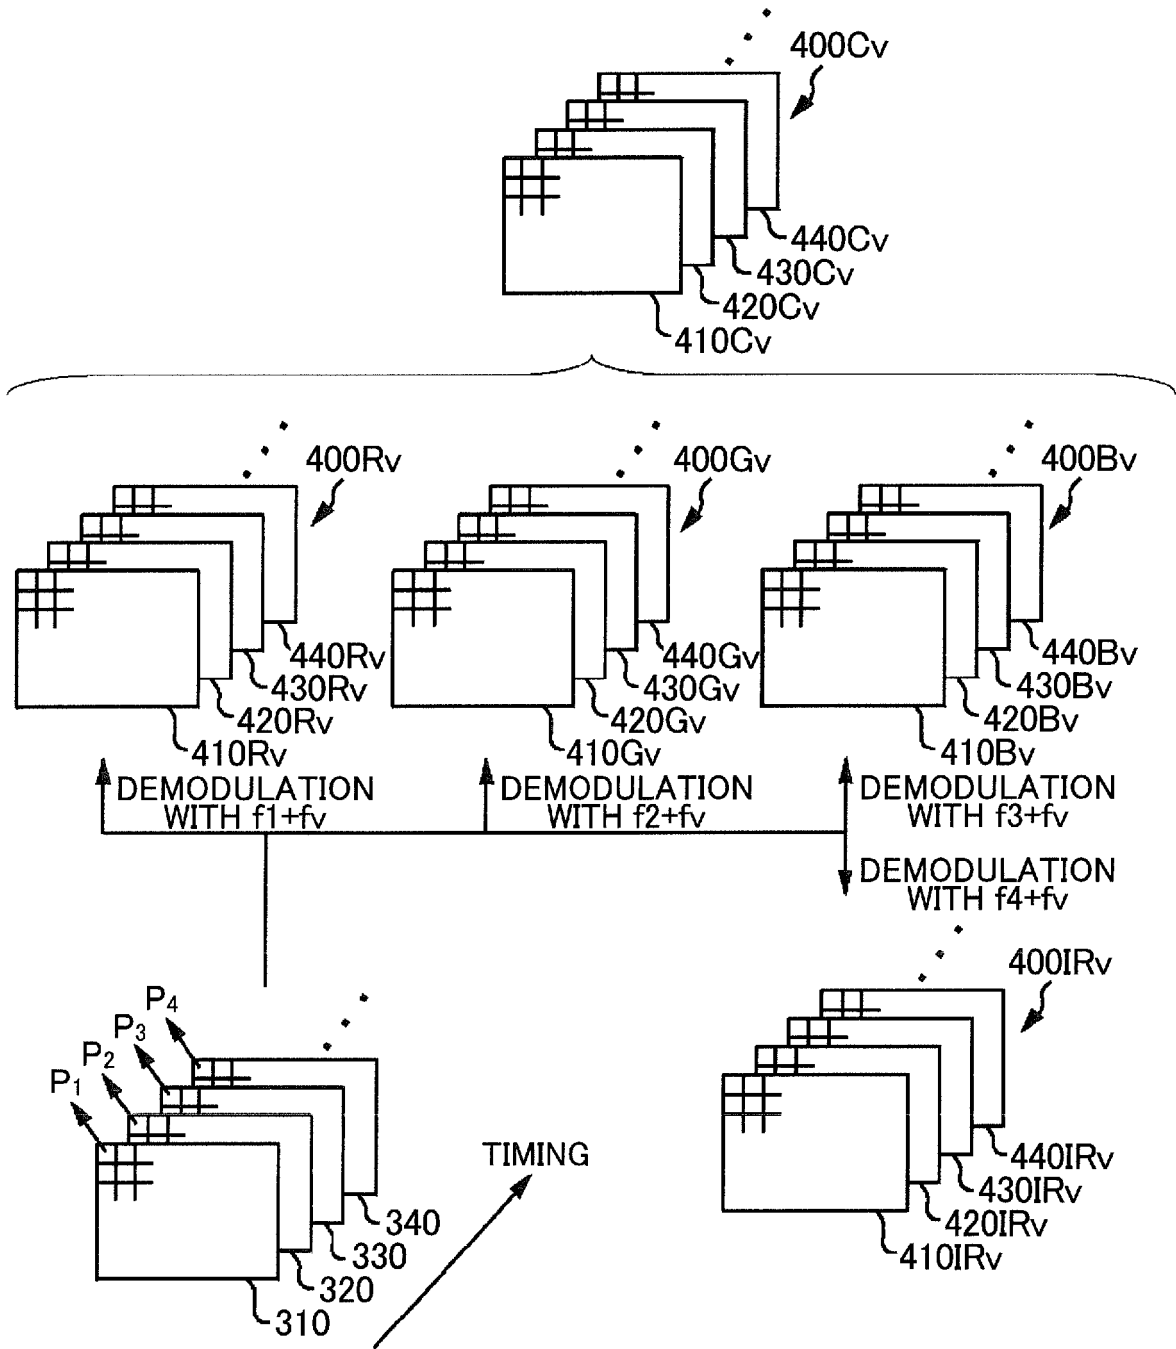 400Cv
440Cv
430Cv
420Cv
410Cv
400Rv
440Rv
430Rv
420Rv
410Rv
400Gv
440Gv
430Gv
420Gv
410Gv
400Bv
440Bv
430Bv
420Bv
410Bv
DEMODULATION
WITH f1+fv
DEMODULATION
WITH f2+fv
DEMODULATION
WITH f3+fv
DEMODULATION
WITH f4+fv
P4
P3
P2
P1
340
330
320
310
TIMING
400IRv
440IRv
430IRv
420IRv
410IRv